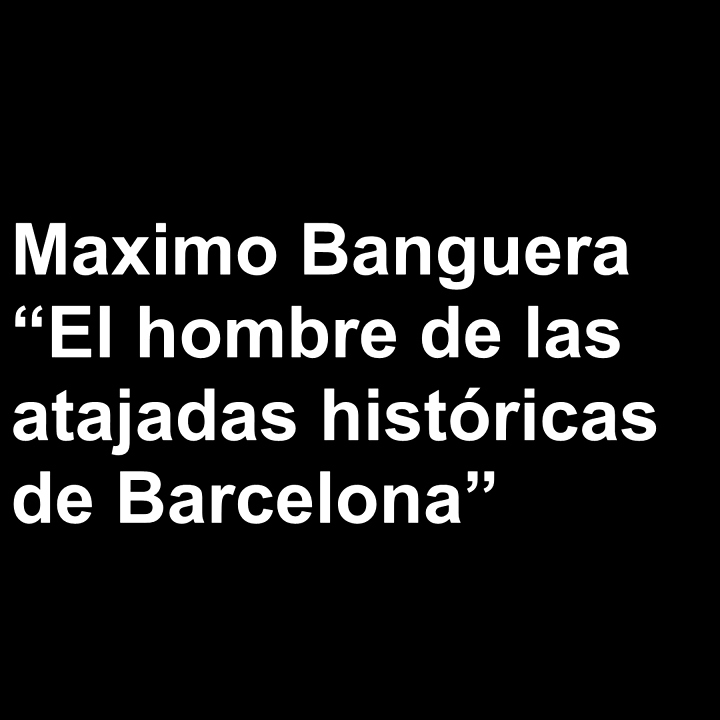 Maximo Banguera
“El hombre de las
atajadas históricas
de Barcelona”